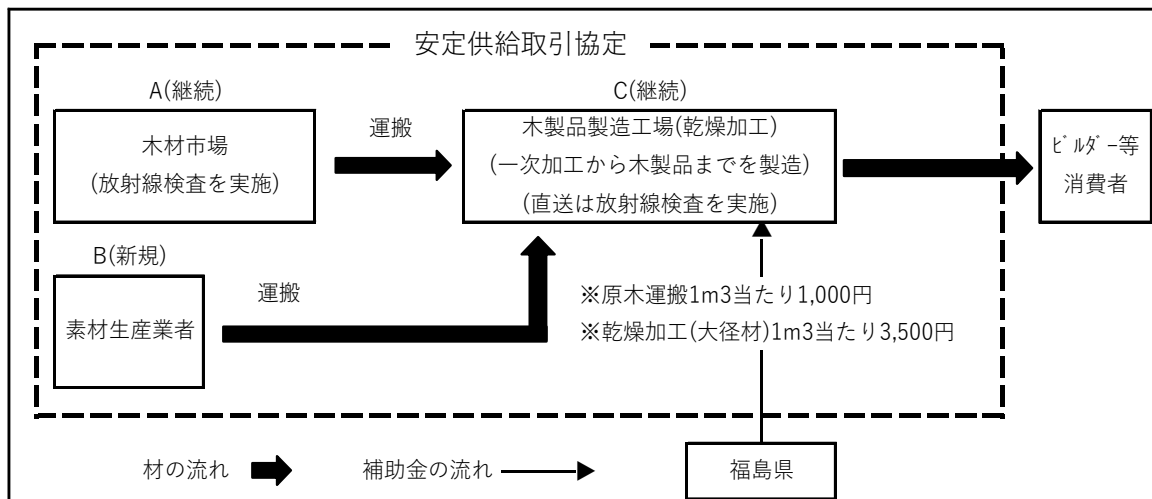 安定供給取引協定
A(継続)
木材市場
(放射線検査を実施)
運搬
C(継続)
木製品製造工場(乾燥加工)
(一次加工から木製品までを製造)
(直送は放射線検査を実施)
ﾋﾞﾙﾀﾞｰ等
消費者
B(新規)
素材生産業者
運搬
※原木運搬1m3当たり1,000円
※乾燥加工(大径材)1m3当たり3,500円
材の流れ
補助金の流れ
福島県